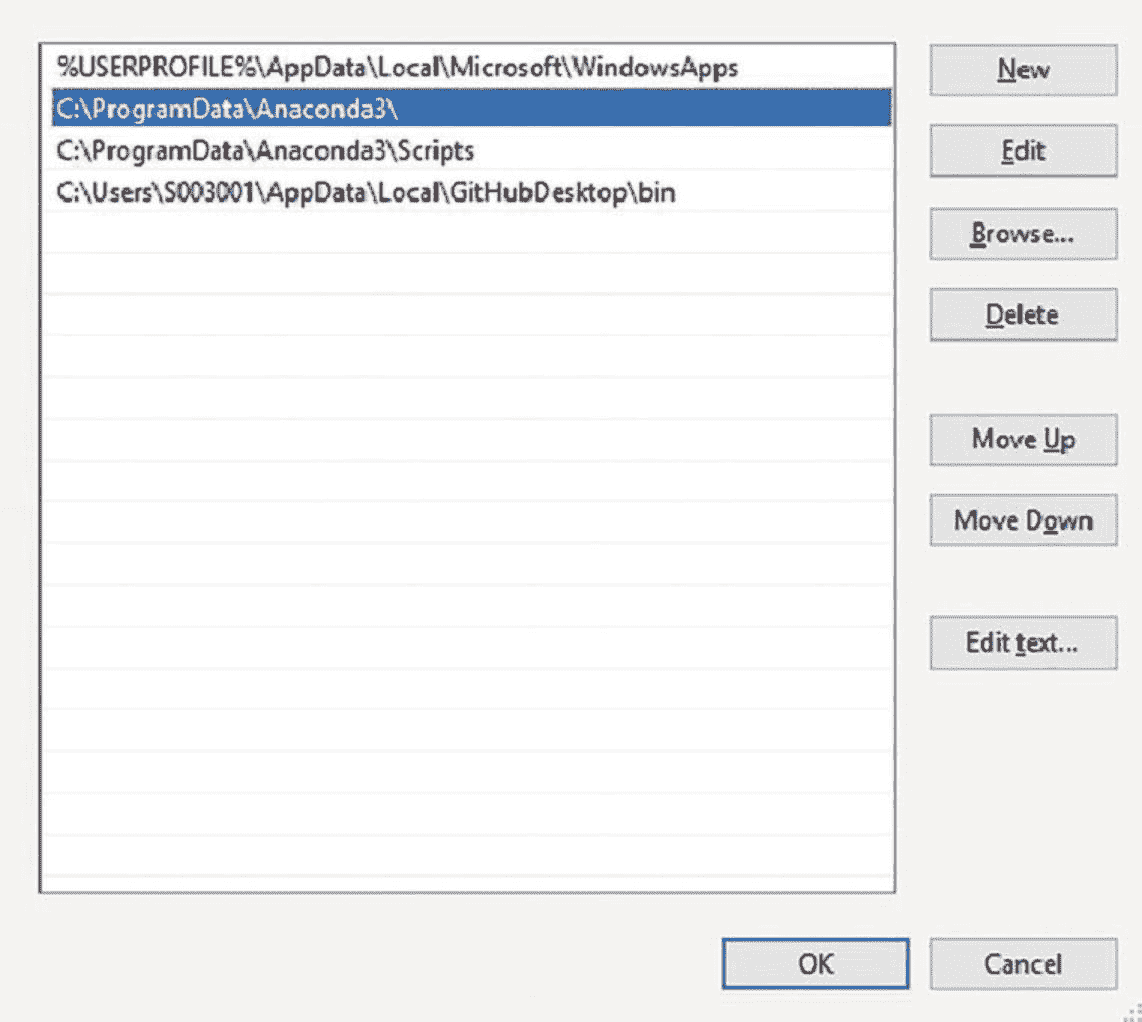 %USERPROFILE%\AppData\Local\Microsoft\WindowsApps
C:\ProgramData\Anaconda3\
C:\ProgramData\Anaconda3\Scripts
C:\Users\S003001\AppData\Local\GitHubDesktop\bin
New
Edit
Browse...
Delete
Move Up
Move Down
Edit text...
OK
Cancel